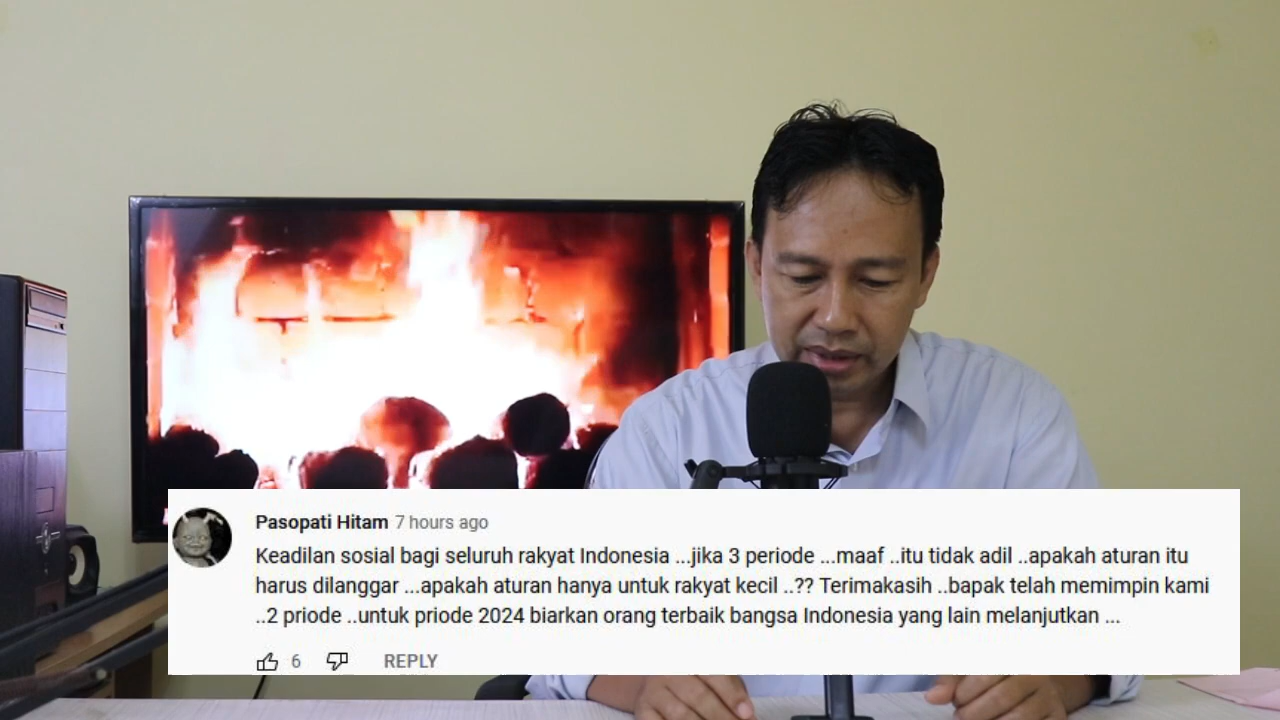 Pasopati Hitam 7 hours ago
Keadilan sosial bagi seluruh rakyat Indonesia ...jika 3 periode ...maaf ..itu tidak adil ..apakah aturan itu
harus dilanggar ...apakah aturan hanya untuk rakyat kecil ..?? Terimakasih ..bapak telah memimpin kami
..2 priode ..untuk priode 2024 biarkan orang terbaik bangsa Indonesia yang lain melanjutkan ...
6 REPLY